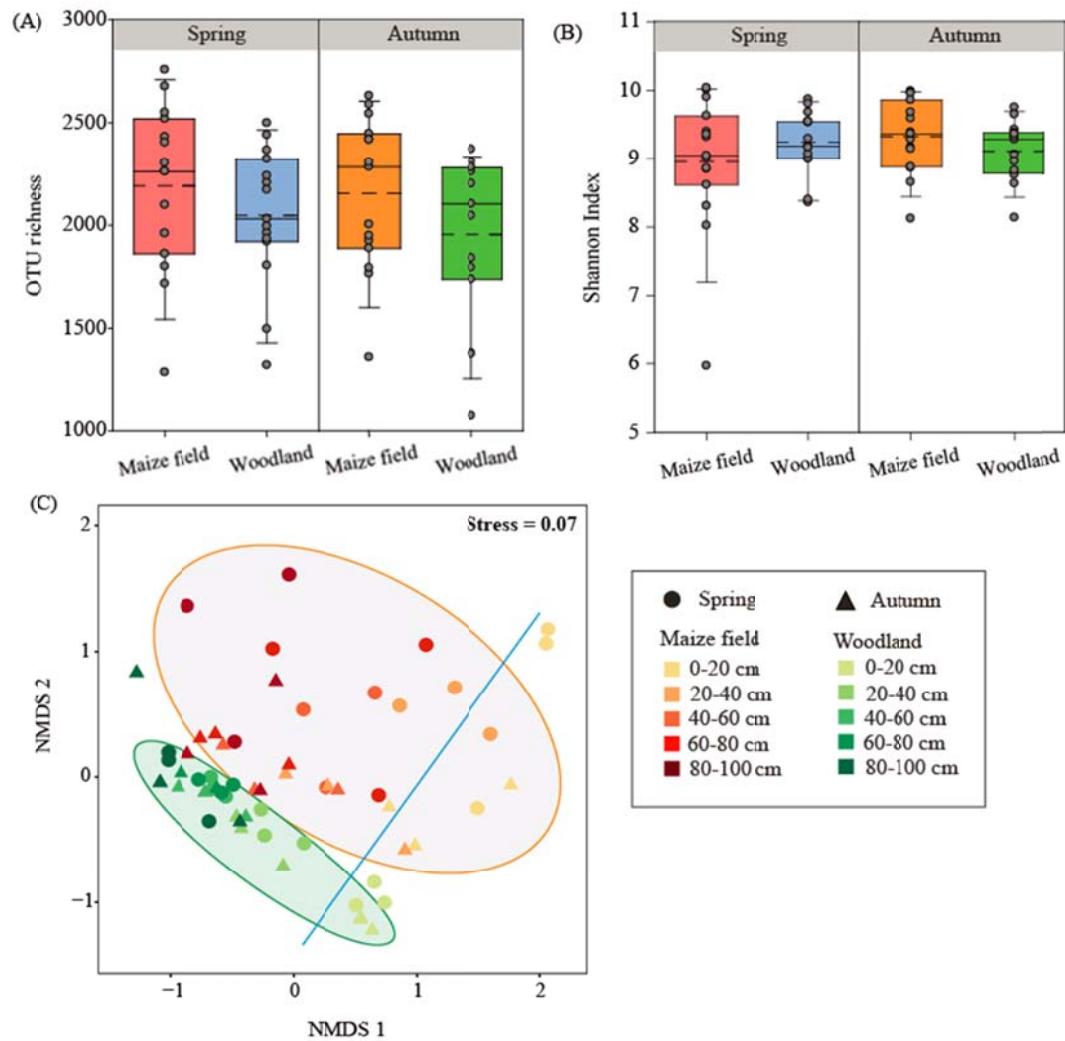 (A)
Spring Autumn
3000
2500
2000
1500
1000
OTU richness
Maize field Woodland Maize field Woodland
(B)
Spring Autumn
11
10
9
8
7
6
5
Shannon Index
Maize field Woodland Maize field Woodland
(C)
Stress = 0.07
2
1
0
−1
NMDS 2
−1 0 1 2
NMDS 1
Spring Autumn
Maize field Woodland
0-20 cm 0-20 cm
20-40 cm 20-40 cm
40-60 cm 40-60 cm
60-80 cm 60-80 cm
80-100 cm 80-100 cm